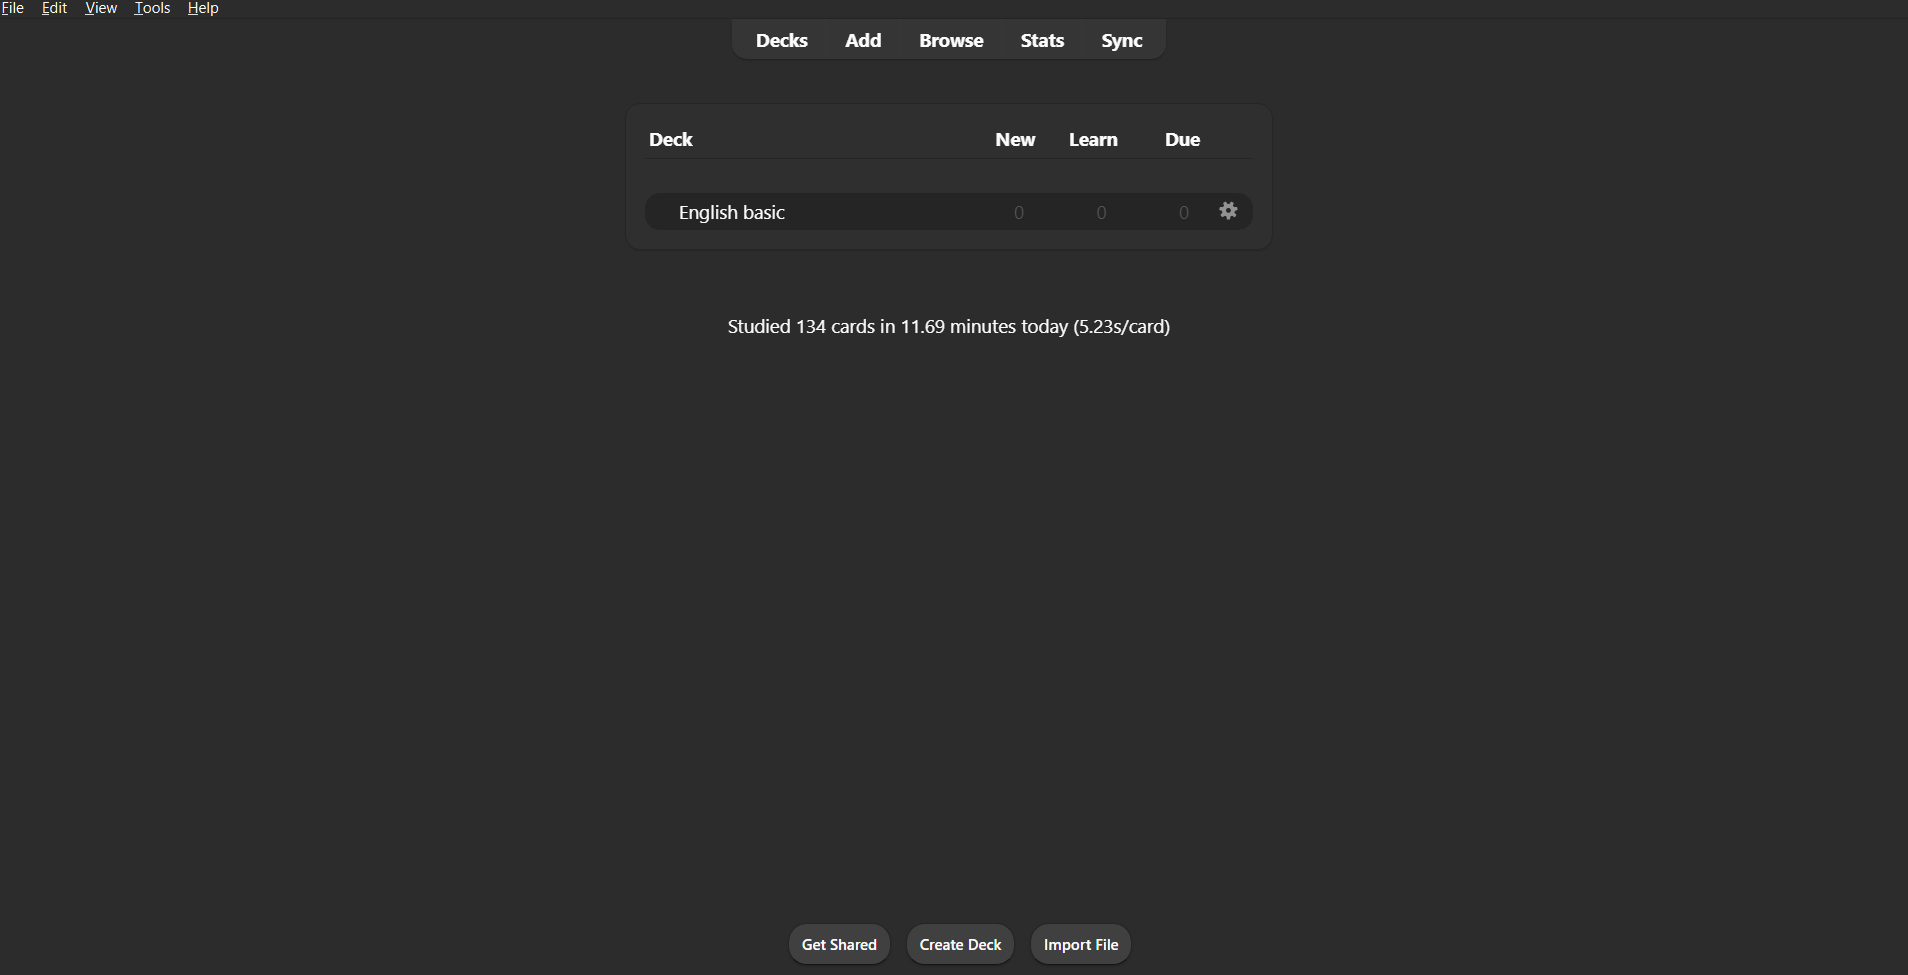 File Edit View Tools Help
Decks Add Browse Stats Sync
Deck New Learn Due
English basic 0 0 0
Studied 134 cards in 11.69 minutes today (5.23s/card)
Get Shared Create Deck Import File